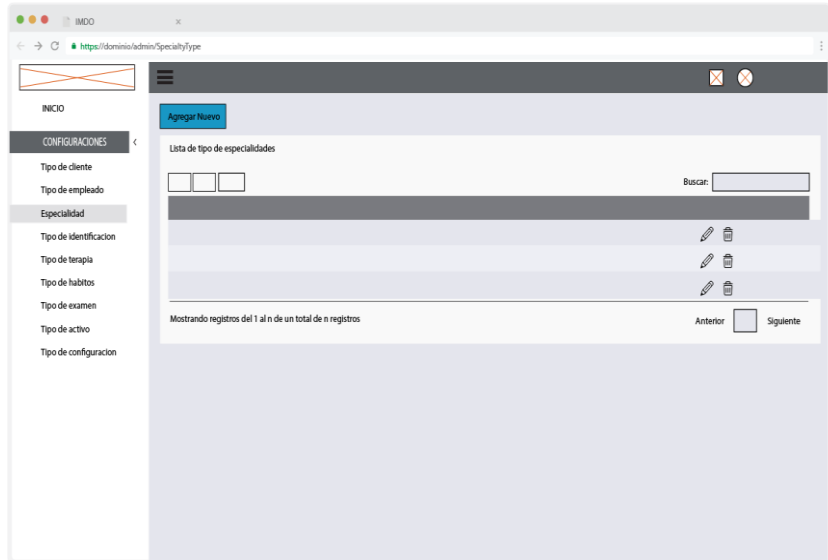 IMDO
https://dominio/admin/SpecialtyType
INICIO
CONFIGURACIONES
Tipo de cliente
Tipo de empleado
Especialidad
Tipo de identificacion
Tipo de terapia
Tipo de habitos
Tipo de examen
Tipo de activo
Tipo de configuracion
Agregar Nuevo
Lista de tipo de especialidades
Buscar:
Mostrando registros del 1 al n de un total de n registros
Anterior Siguiente